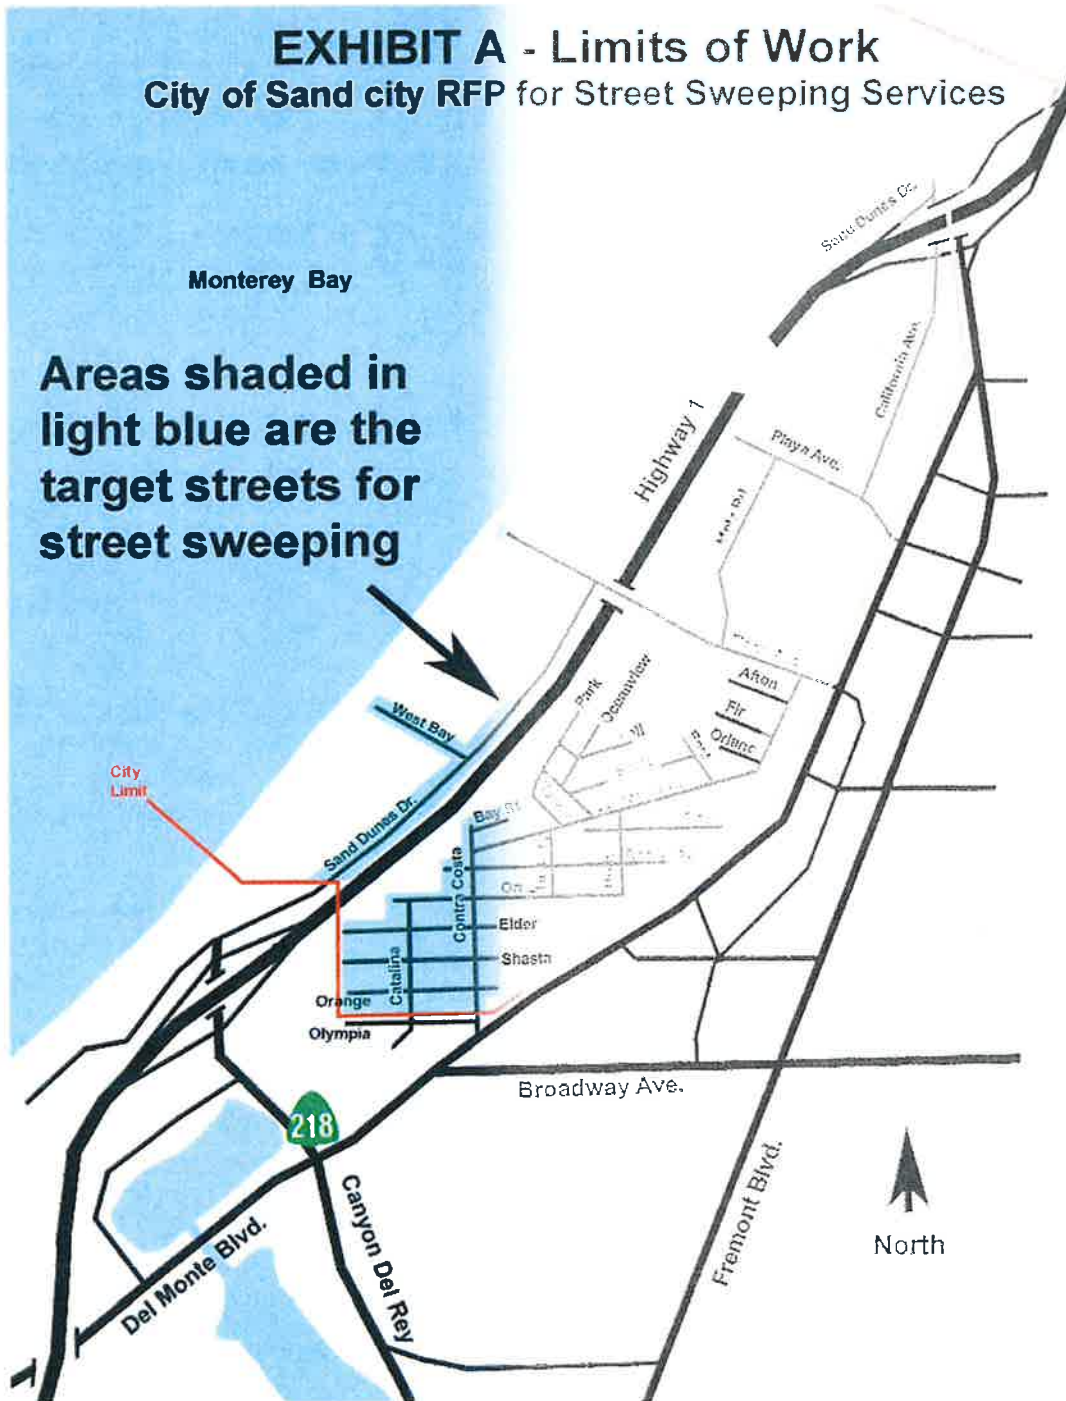 EXHIBIT A - Limits of Work
City of Sand city RFP for Street Sweeping Services
Sand Dunes Dr.
Monterey Bay
Areas shaded in
light blue are the
target streets for
street sweeping
California Ave.
Highway 1
Playa Ave.
Park
Oceanview
Afton
Fir
West Bay
City
Limit
Sand Dunes Dr.
Bay St.
Contra Costa
Elder
Shasta
Catalina
Orange
Olympia
Broadway Ave.
218
Canyon Del Rey
Del Monte Blvd.
Fremont Blvd.
North